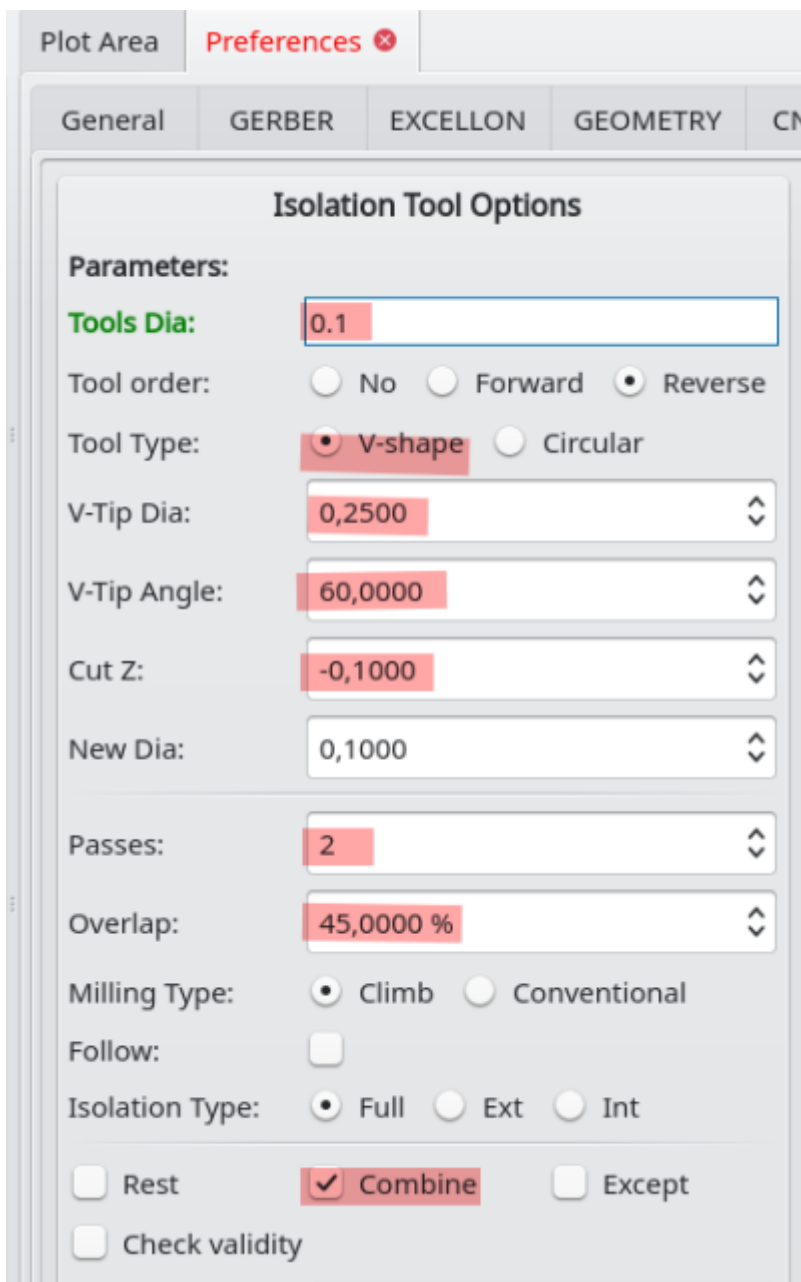 Plot Area Preferences
General GERBER EXCELLON GEOMETRY CN
Isolation Tool Options
Parameters:
Tools Dia: 0.1
Tool order: No Forward Reverse
Tool Type: V-shape Circular
V-Tip Dia: 0,2500
V-Tip Angle: 60,0000
Cut Z: -0,1000
New Dia: 0,1000
Passes: 2
Overlap: 45,0000 %
Milling Type: Climb Conventional
Follow:
Isolation Type: Full Ext Int
Rest Combine Except
Check validity